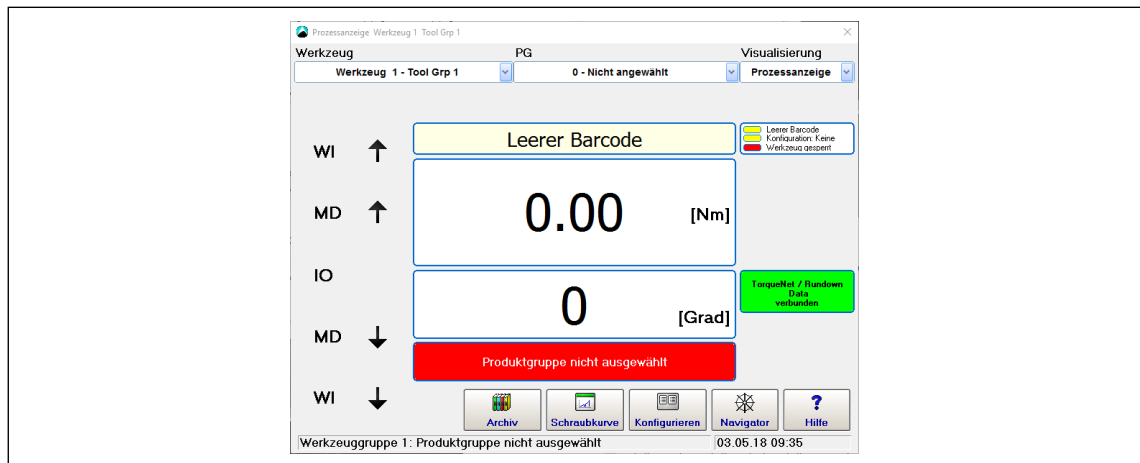 Prozessanzeige Werkzeug 1 Tool Grp 1
Werkzeug PG Visualisierung
Werkzeug 1 - Tool Grp 1 0 - Nicht angewählt Prozessanzeige
Leerer Barcode
Leerer Barcode
Konfiguration: Keine
Werkzeug gesperrt
WI
MD
0.00 [Nm]
IO
TorqueNet / Rundown
Data
verbunden
0 [Grad]
MD
Produktgruppe nicht ausgewählt
WI
Archiv Schraubkurve Konfigurieren Navigator Hilfe
Werkzeuggruppe 1: Produktgruppe nicht ausgewählt 03.05.18 09:35